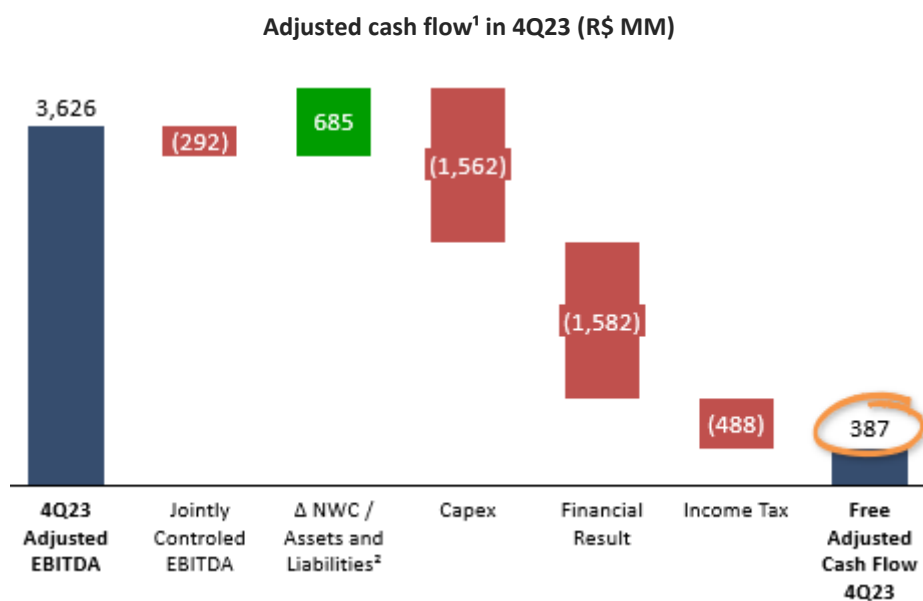 Adjusted cash flow¹ in 4Q23 (R$ MM)
3,626
(292)
685
(1,562)
(1,582)
(488)
387
4Q23
Adjusted
EBITDA
Jointly
Controled
EBITDA
Δ NWC /
Assets and
Liabilities²
Capex
Financial
Result
Income Tax
Free
Adjusted
Cash Flow
4Q23